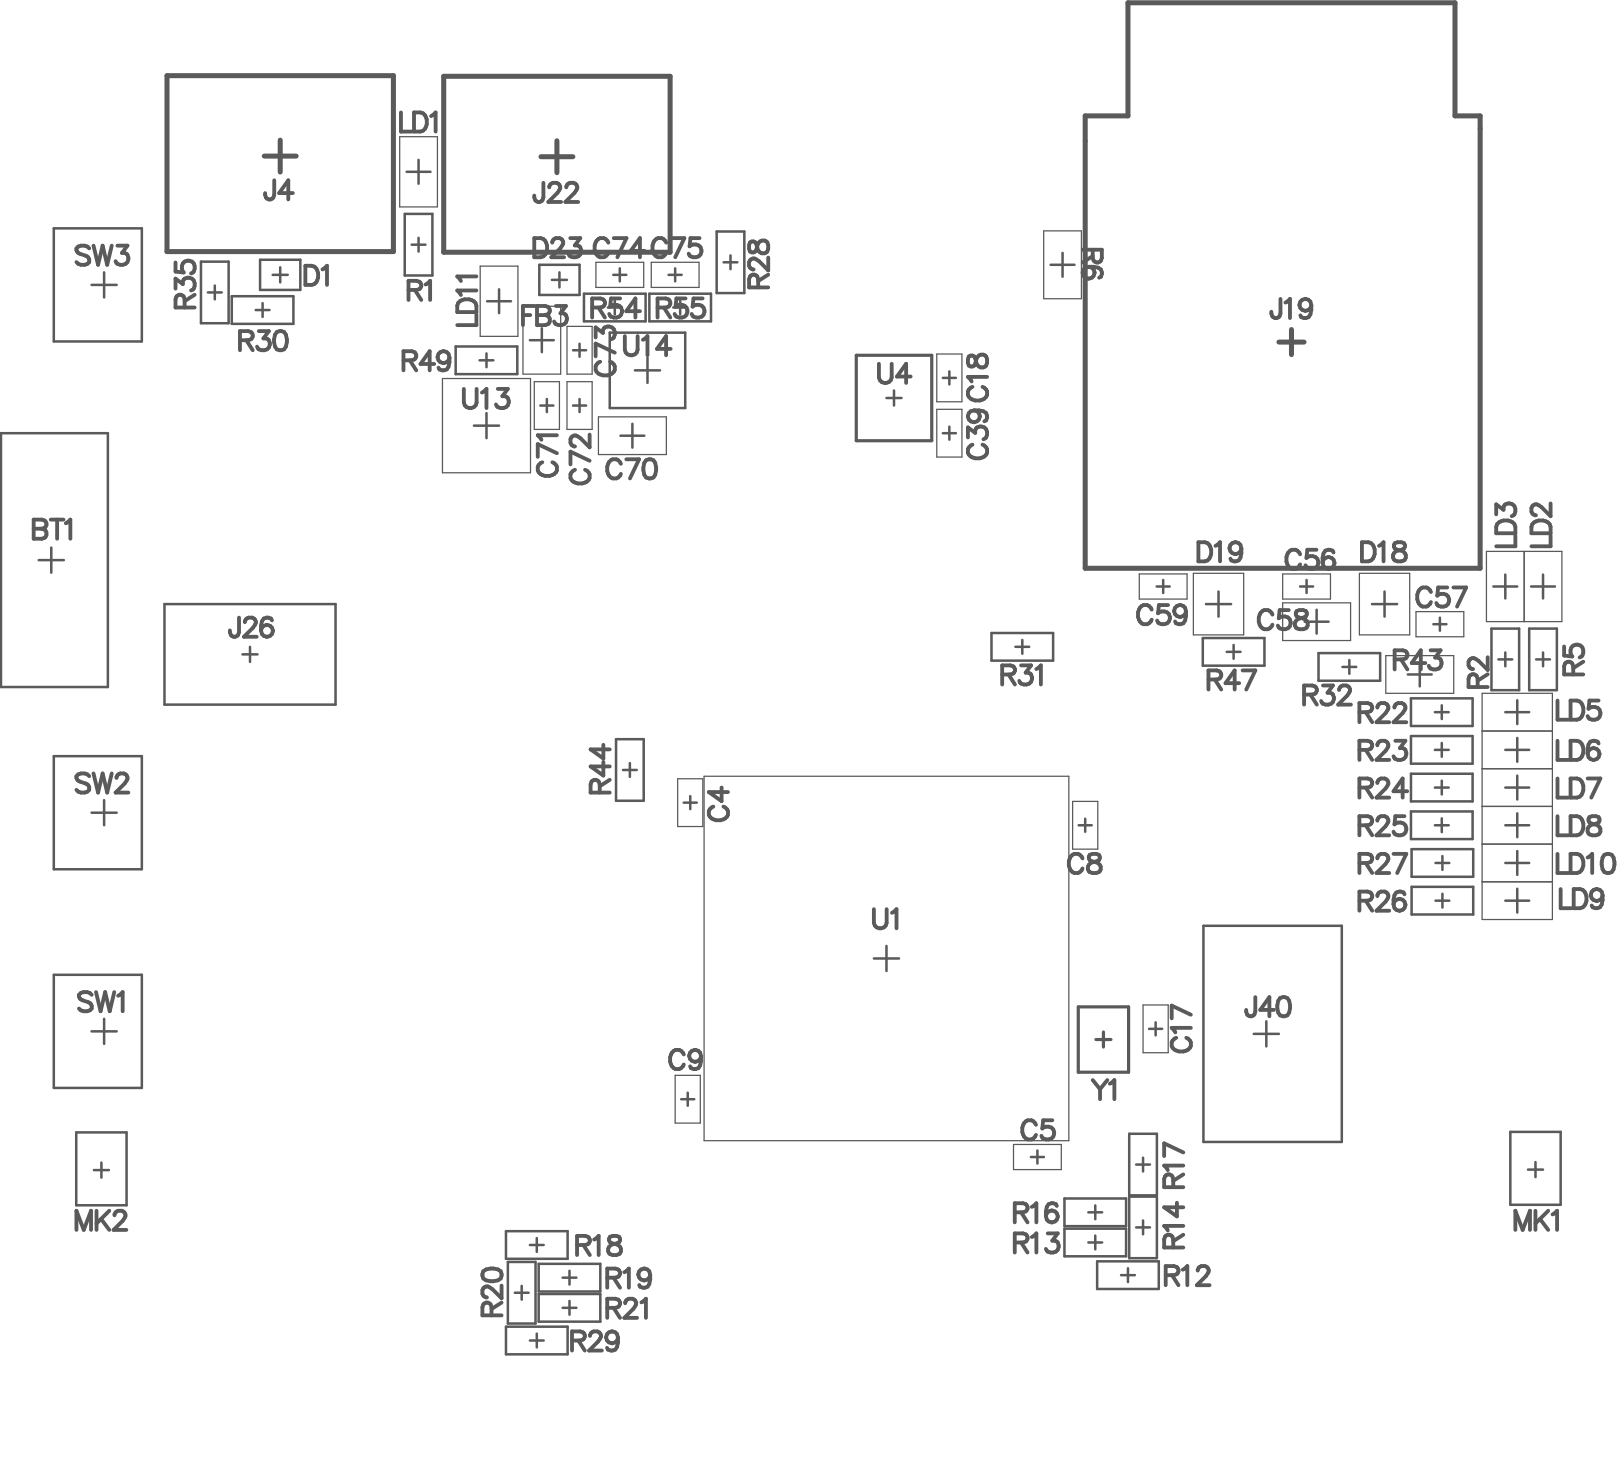 LD1
J4
J22
SW3
D23
C74
C75
R28
R6
R35
D1
R1
LD11
R54
R55
J19
FB3
R30
C73
U14
R49
U4
C18
U13
C39
C71
C72
C70
BT1
LD3
LD2
D19
C56
D18
C59
C58
C57
J26
R31
R47
R43
R2
R5
R32
R22
LD5
R23
LD6
R44
SW2
R24
LD7
C4
R25
LD8
C8
R27
LD10
R26
LD9
U1
SW1
J40
C17
C9
Y1
C5
R17
MK2
R16
R14
MK1
R13
R18
R20
R19
R12
R21
R29